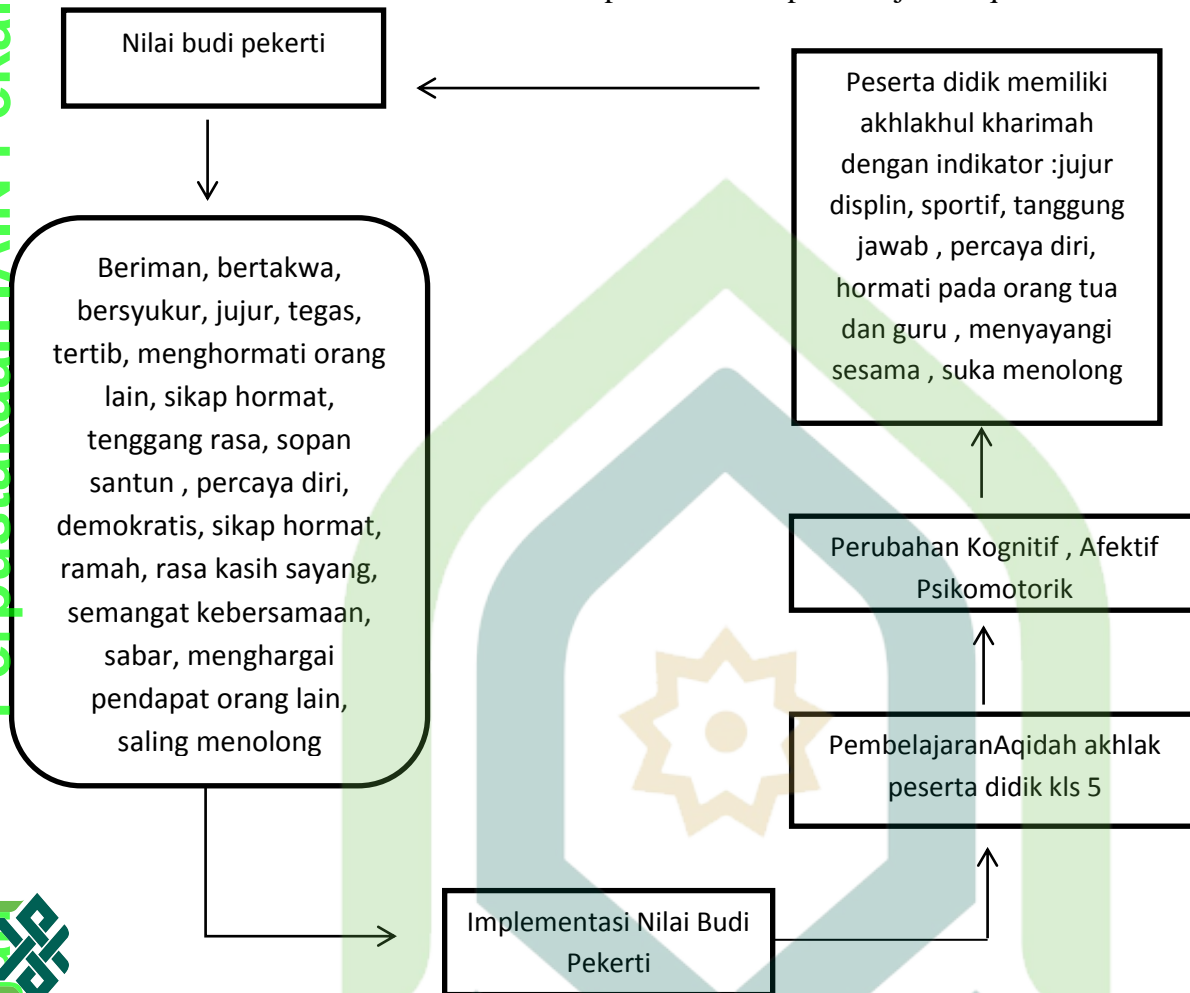 Nilai budi pekerti
Beriman, bertakwa,
bersyukur, jujur, tegas,
tertib, menghormati orang
lain, sikap hormat,
tenggang rasa, sopan
santun , percaya diri,
demokratis, sikap hormat,
ramah, rasa kasih sayang,
semangat kebersamaan,
sabar, menghargai
pendapat orang lain,
saling menolong
Implementasi Nilai Budi
Pekerti
PembelajaranAqidah akhlak
peserta didik kls 5
Perubahan Kognitif , Afektif
Psikomotorik
Peserta didik memiliki
akhlakhul kharimah
dengan indikator :jujur
displin, sportif, tanggung
jawab , percaya diri,
hormati pada orang tua
dan guru , menyayangi
sesama , suka menolong